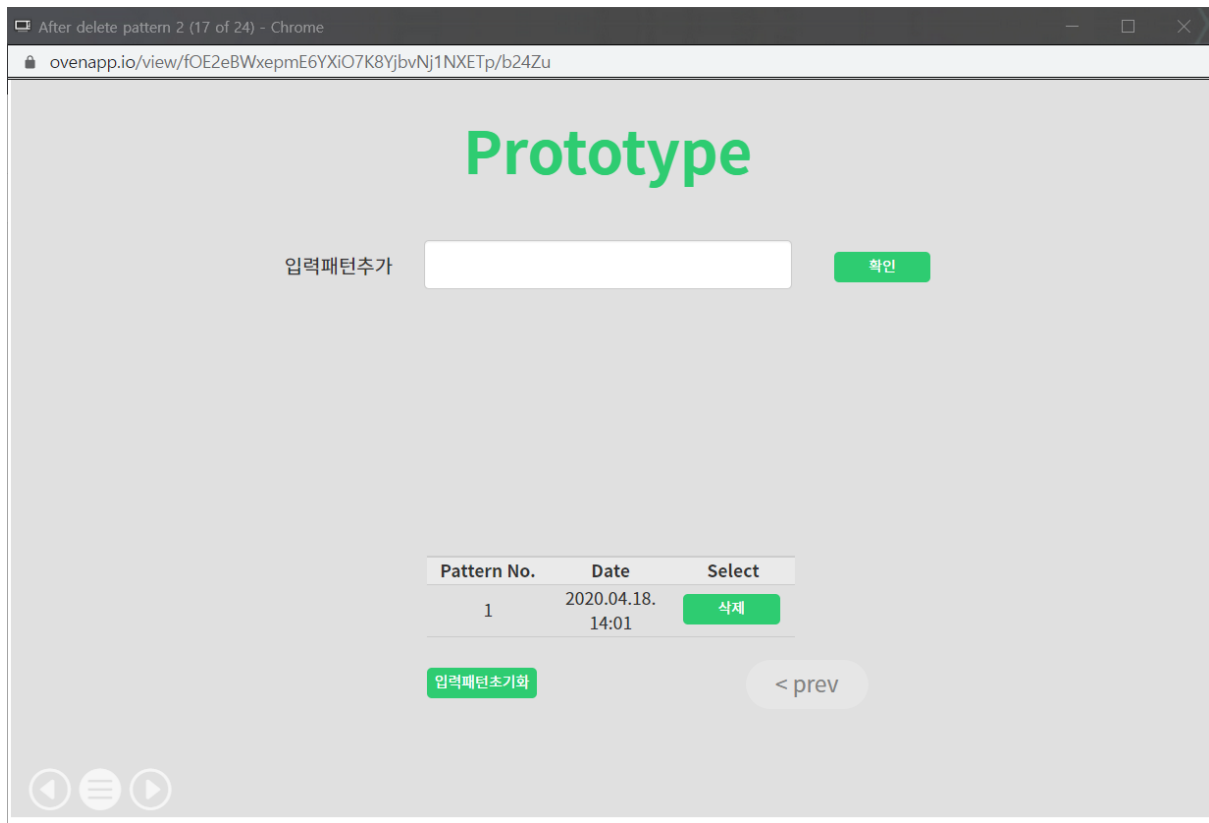 After delete pattern 2 (17 of 24) - Chrome
ovenapp.io/view/fOE2eBWxepmE6YXiO7K8YjbvNj1NXETp/b24Zu
Prototype
입력패턴추가 확인
Pattern No. Date Select
1 2020.04.18. 14:01 삭제
입력패턴초기화 < prev